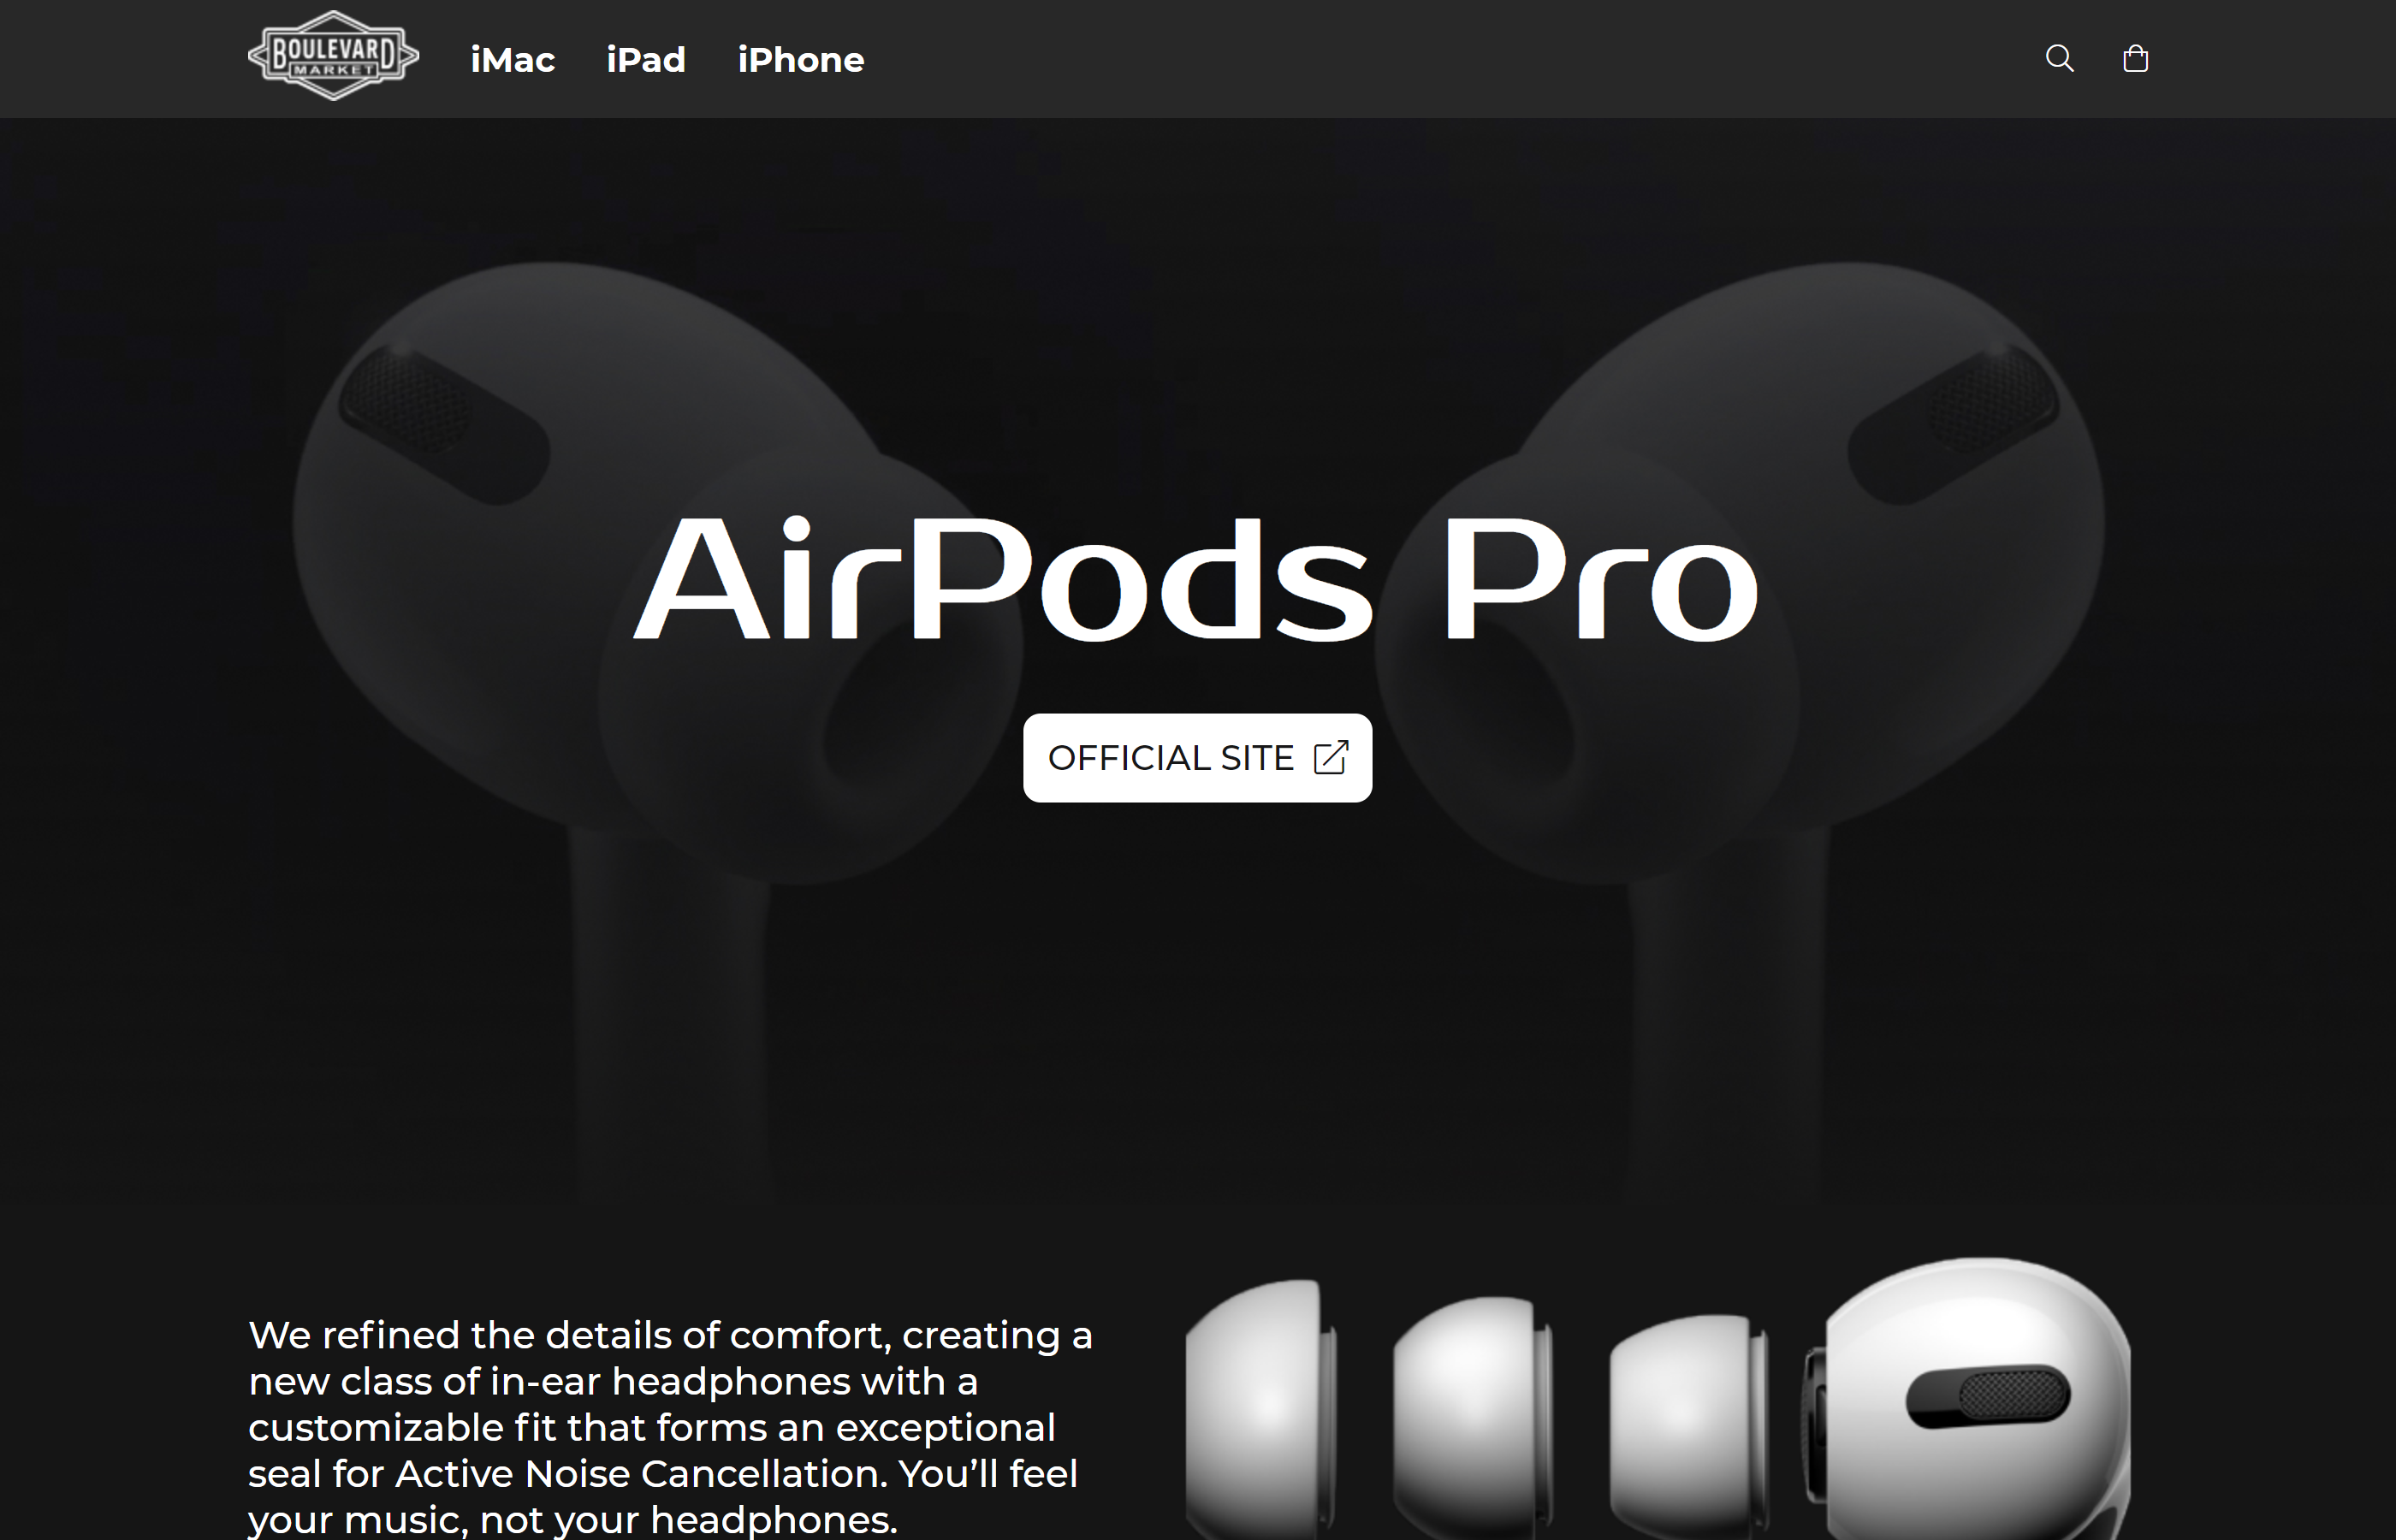 BOULEVARD
MARKET
iMac iPad iPhone
AirPods Pro
OFFICIAL SITE
We refined the details of comfort, creating a
new class of in-ear headphones with a
customizable fit that forms an exceptional
seal for Active Noise Cancellation. You’ll feel
your music, not your headphones.